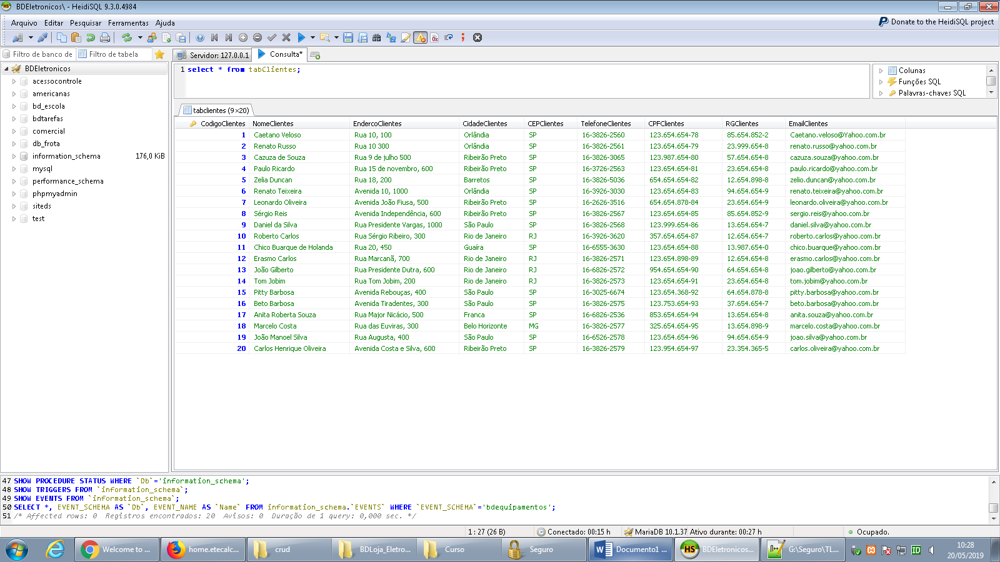 BDEletronicos\ - HeidiSQL 9.3.0.4984
Arquivo Editar Pesquisar Ferramentas Ajuda
Donate to the HeidiSQL project
Filtro de banco de
Filtro de tabela
Servidor: 127.0.0.1
Consulta*
BDEletronicos
acessocontrole
americanas
bd_escola
bdtarefas
comercial
db_frota
information_schema 176,0 KiB
mysql
performance_schema
phpmyadmin
siteds
test
1 select * from tabClientes;
Colunas
Funções SQL
Palavras-chaves SQL
tabclientes (9×20)
CodigoClientes NomeClientes EndercoClientes CidadeClientes CEPClientes TelefoneClientes CPFClientes RGClientes EmailClientes
1 Caetano Veloso Rua 10, 100 Orlândia SP 16-3826-2560 123.654.654-78 85.654.852-2 Caetano.veloso@Yahoo.com.br
2 Renato Russo Rua 10 300 Orlândia SP 16-3826-2561 123.654.654-79 23.999.654-8 renato.russo@yahoo.com.br
3 Cazuza de Souza Rua 9 de julho 500 Ribeirão Preto SP 16-3826-3065 123.987.654-80 57.654.654-8 cazuza.souza@yahoo.com.br
4 Paulo Ricardo Rua 15 de novembro, 600 Ribeirão Preto SP 16-3726-2563 123.654.654-81 23.654.654-8 paulo.ricardo@yahoo.com.br
5 Zelia Duncan Rua 18, 200 Barretos SP 16-3826-5036 654.654.654-82 12.654.898-8 zelio.duncan@yahoo.com.br
6 Renato Teixeira Avenida 10, 1000 Orlândia SP 16-3926-3030 123.654.654-83 94.654.654-9 renato.teixeira@yahoo.com.br
7 Leonardo Oliveira Avenida João Fiusa, 500 Ribeirão Preto SP 16-2626-3516 654.654.878-84 23.654.654-9 leonardo.oliveira@yahoo.com.br
8 Sérgio Reis Avenida Independência, 600 Ribeirão Preto SP 16-3826-2567 123.654.654-85 85.654.852-9 sergio.reis@yahoo.com.br
9 Daniel da Silva Rua Presidente Vargas, 1000 São Paulo SP 16-3826-2568 123.999.654-86 13.654.654-7 daniel.silva@yahoo.com.br
10 Roberto Carlos Rua Sérgio Ribeiro, 300 Rio de Janeiro RJ 16-3926-3620 357.654.654-87 12.654.654-7 roberto.carlos@yahoo.com.br
11 Chico Buarque de Holanda Rua 20, 450 Guaíra SP 16-6555-3630 123.654.654-88 13.987.654-0 chico.buarque@yahoo.com.br
12 Erasmo Carlos Rua Marcanã, 700 Rio de Janeiro RJ 16-3826-2571 123.654.898-89 12.654.654-8 erasmo.carlos@yahoo.com.br
13 João Gilberto Rua Presidente Dutra, 600 Rio de Janeiro RJ 16-6826-2572 954.654.654-90 64.654.654-8 joao.gilberto@yahoo.com.br
14 Tom Jobim Rua Tom Jobim, 200 Rio de Janeiro RJ 16-3826-2573 123.654.654-91 23.654.654-8 tom.jobim@yahoo.com.br
15 Pitty Barbosa Avenida Rebouças, 400 São Paulo SP 16-3025-6674 123.654.368-92 64.654.878-8 pitty.barbosa@yahoo.com.br
16 Beto Barbosa Avenida Tiradentes, 300 São Paulo SP 16-3826-2575 123.753.654-93 37.654.654-7 beto.barbosa@yahoo.com.br
17 Anita Roberta Souza Rua Major Nicácio, 500 Franca SP 16-6826-2536 853.654.654-94 13.654.654-8 anita.souza@yahoo.com.br
18 Marcelo Costa Rua das Euviras, 300 Belo Horizonte MG 16-3826-2577 325.654.654-95 13.654.898-9 marcelo.costa@yahoo.com.br
19 João Manoel Silva Rua Augusta, 400 São Paulo SP 16-6526-2578 123.654.654-96 94.654.654-9 joao.silva@yahoo.com.br
20 Carlos Henrique Oliveira Avenida Costa e Silva, 600 Ribeirão Preto SP 16-3826-2579 123.954.654-97 23.354.365-5 carlos.oliveira@yahoo.com.br
47 SHOW PROCEDURE STATUS WHERE `Db`='information_schema';
48 SHOW TRIGGERS FROM `information_schema`;
49 SHOW EVENTS FROM `information_schema`;
50 SELECT *, EVENT_SCHEMA AS `Db`, EVENT_NAME AS `Name` FROM information_schema.`EVENTS` WHERE `EVENT_SCHEMA`='bdequipamentos';
51 /* Affected rows: 0 Registros encontrados: 20 Avisos: 0 Duração de 1 query: 0,000 sec. */
1 : 27 (26 B)
Conectado: 00:15 h
MariaDB 10.1.37 Ativo durante: 00:27 h
Ocupado.
Welcome to ...
home.etecalc...
crud
BDLoja_Eletro...
Curso
Seguro
Documento1 ...
BDEletronicos...
G:\Seguro\TL...
10:28
20/05/2019